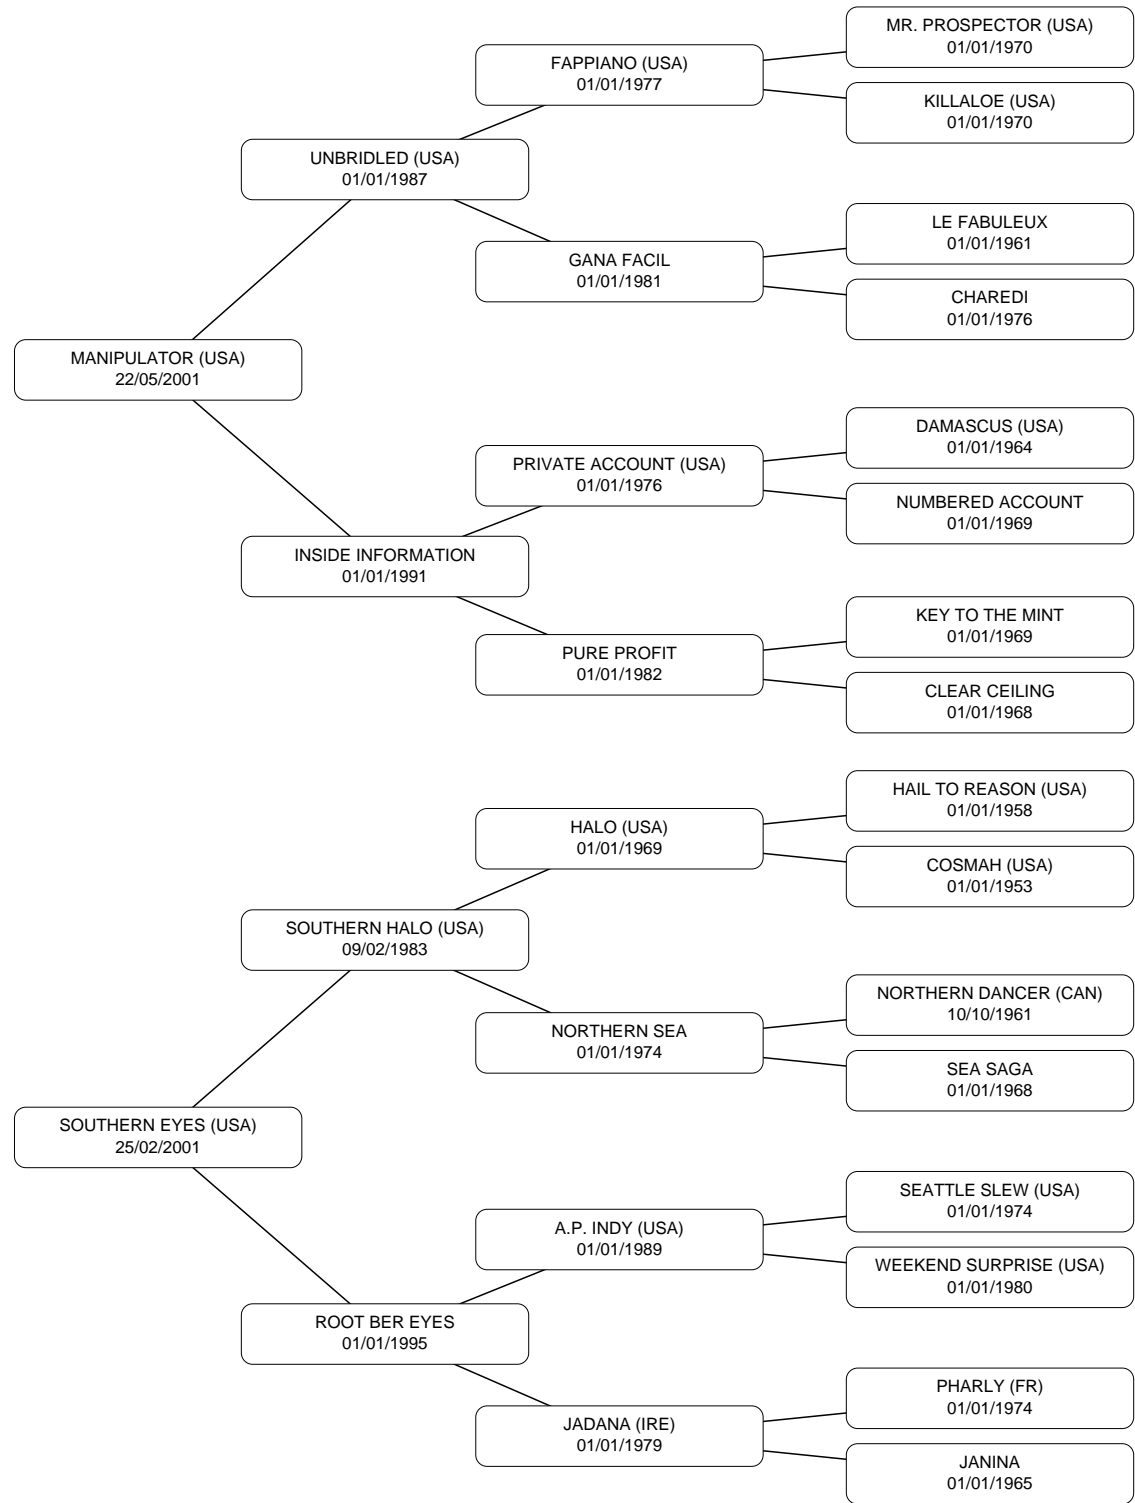 MR. PROSPECTOR (USA)
01/01/1970
FAPPIANO (USA)
01/01/1977
KILLALOE (USA)
01/01/1970
UNBRIDLED (USA)
01/01/1987
LE FABULEUX
01/01/1961
GANA FACIL
01/01/1981
CHAREDI
01/01/1976
MANIPULATOR (USA)
22/05/2001
DAMASCUS (USA)
01/01/1964
PRIVATE ACCOUNT (USA)
01/01/1976
NUMBERED ACCOUNT
01/01/1969
INSIDE INFORMATION
01/01/1991
KEY TO THE MINT
01/01/1969
PURE PROFIT
01/01/1982
CLEAR CEILING
01/01/1968
HAIL TO REASON (USA)
01/01/1958
HALO (USA)
01/01/1969
COSMAH (USA)
01/01/1953
SOUTHERN HALO (USA)
09/02/1983
NORTHERN DANCER (CAN)
10/10/1961
NORTHERN SEA
01/01/1974
SEA SAGA
01/01/1968
SOUTHERN EYES (USA)
25/02/2001
SEATTLE SLEW (USA)
01/01/1974
A.P. INDY (USA)
01/01/1989
WEEKEND SURPRISE (USA)
01/01/1980
ROOT BER EYES
01/01/1995
PHARLY (FR)
01/01/1974
JADANA (IRE)
01/01/1979
JANINA
01/01/1965